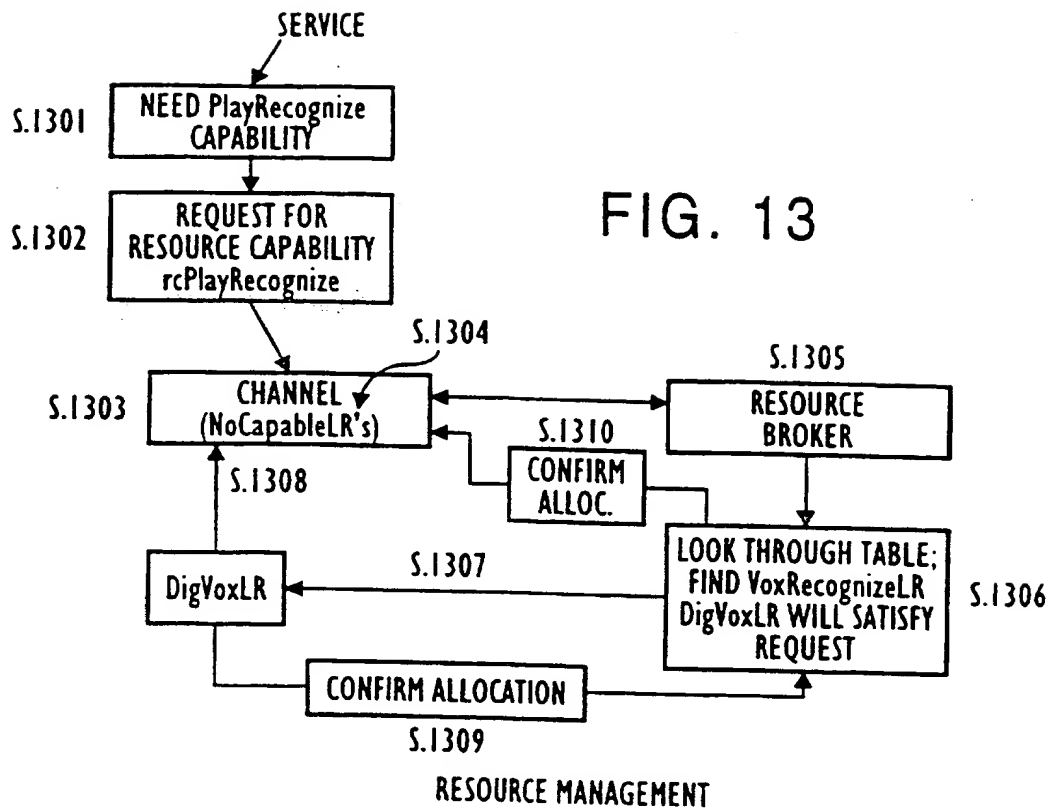 SERVICE
S.1301
NEED PlayRecognize
CAPABILITY
S.1302
REQUEST FOR
RESOURCE CAPABILITY
rcPlayRecognize
FIG. 13
S.1304
S.1303
CHANNEL
(NoCapableLR's)
S.1305
RESOURCE
BROKER
S.1310
CONFIRM
ALLOC.
S.1308
DigVoxLR
S.1307
LOOK THROUGH TABLE;
FIND VoxRecognizeLR
DigVoxLR WILL SATISFY
REQUEST
S.1306
CONFIRM ALLOCATION
S.1309
RESOURCE MANAGEMENT